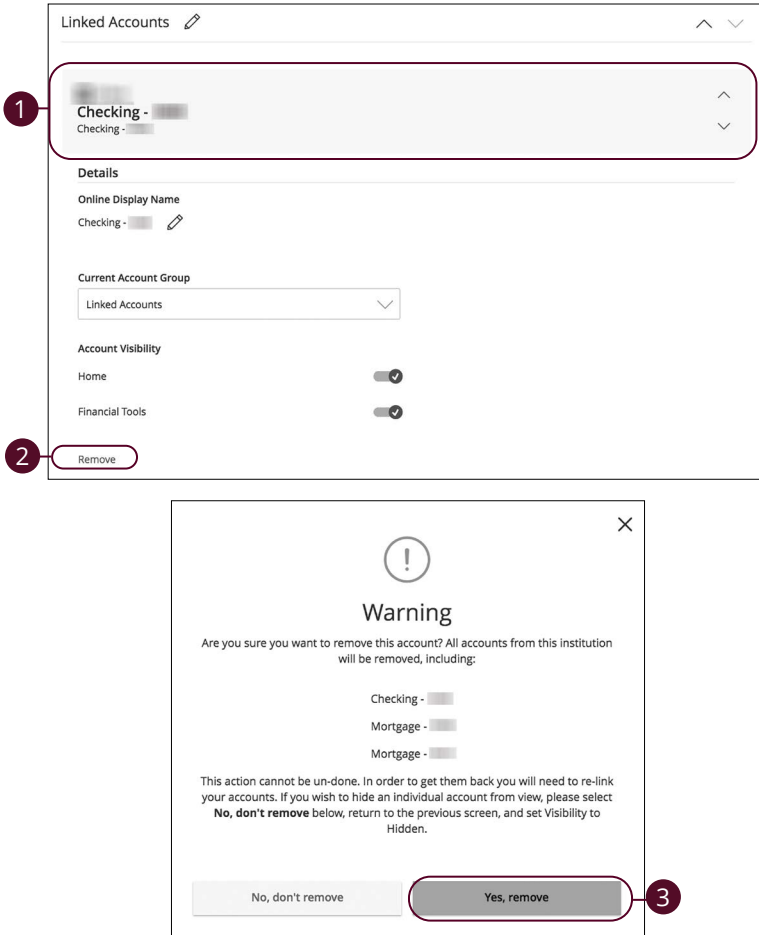 Linked Accounts
1
Checking -
Checking -
Details
Online Display Name
Checking -
Current Account Group
Linked Accounts
Account Visibility
Home
Financial Tools
2
Remove
!
Warning
Are you sure you want to remove this account? All accounts from this institution
will be removed, including:
Checking -
Mortgage -
Mortgage -
This action cannot be un-done. In order to get them back you will need to re-link
your accounts. If you wish to hide an individual account from view, please select
No, don't remove below, return to the previous screen, and set Visibility to
Hidden.
No, don't remove
Yes, remove
3